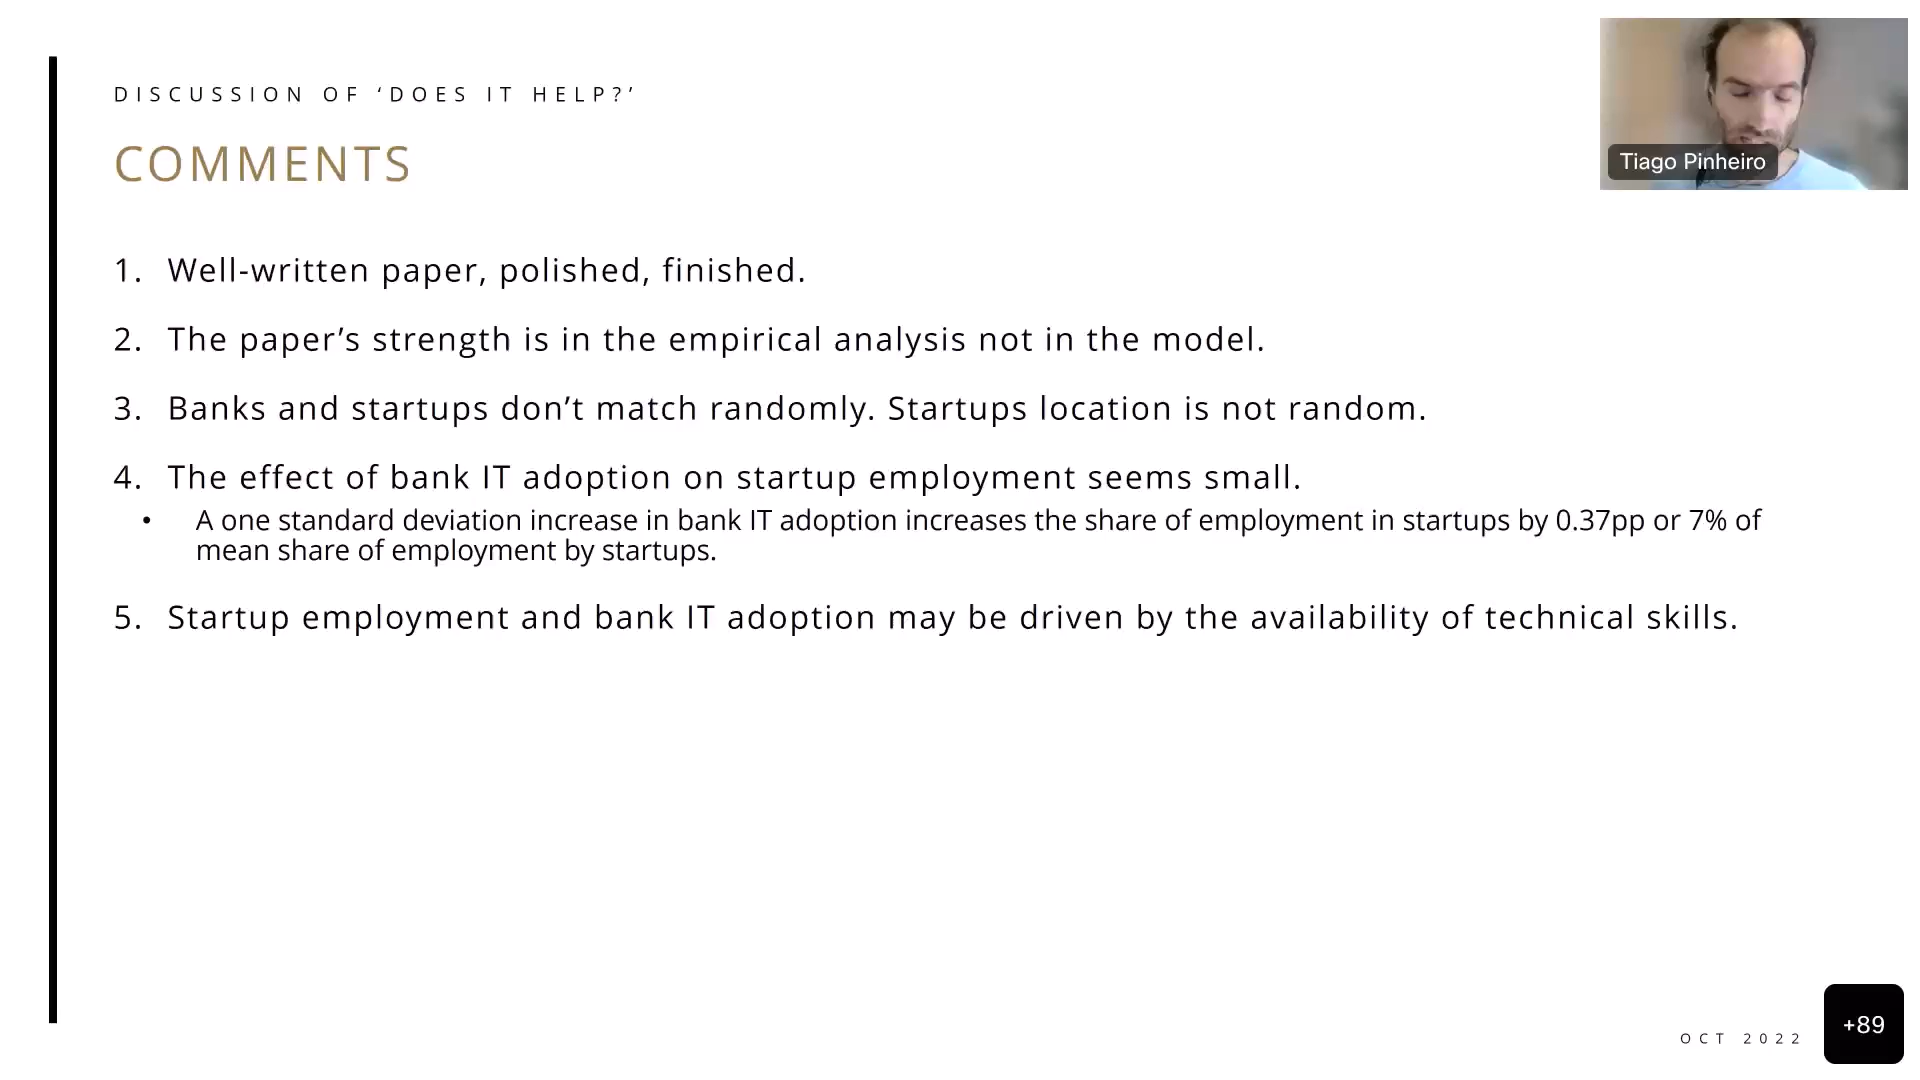 DISCUSSION OF ‘DOES IT HELP?’
COMMENTS
Tiago Pinheiro
1. Well-written paper, polished, finished.
2. The paper’s strength is in the empirical analysis not in the model.
3. Banks and startups don’t match randomly. Startups location is not random.
4. The effect of bank IT adoption on startup employment seems small.
• A one standard deviation increase in bank IT adoption increases the share of employment in startups by 0.37pp or 7% of
mean share of employment by startups.
5. Startup employment and bank IT adoption may be driven by the availability of technical skills.
OCT 2022
+89